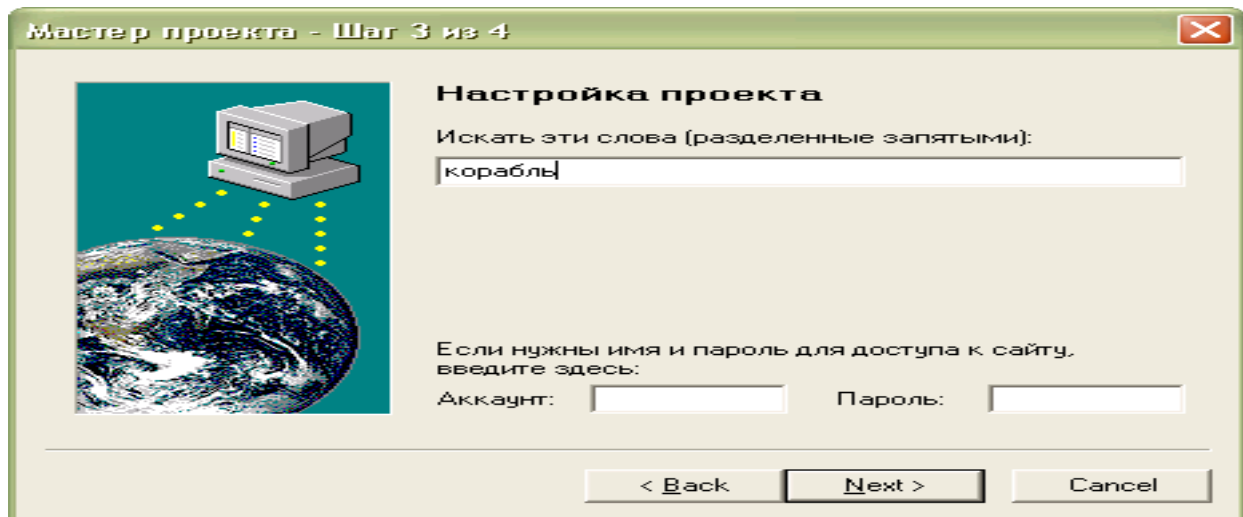 Мастер проекта - Шаг 3 из 4
Настройка проекта
Искать эти слова (разделенные запятыми):
корабль
Если нужны имя и пароль для доступа к сайту,
введите здесь:
Аккаунт: Пароль:
< Back Next > Cancel